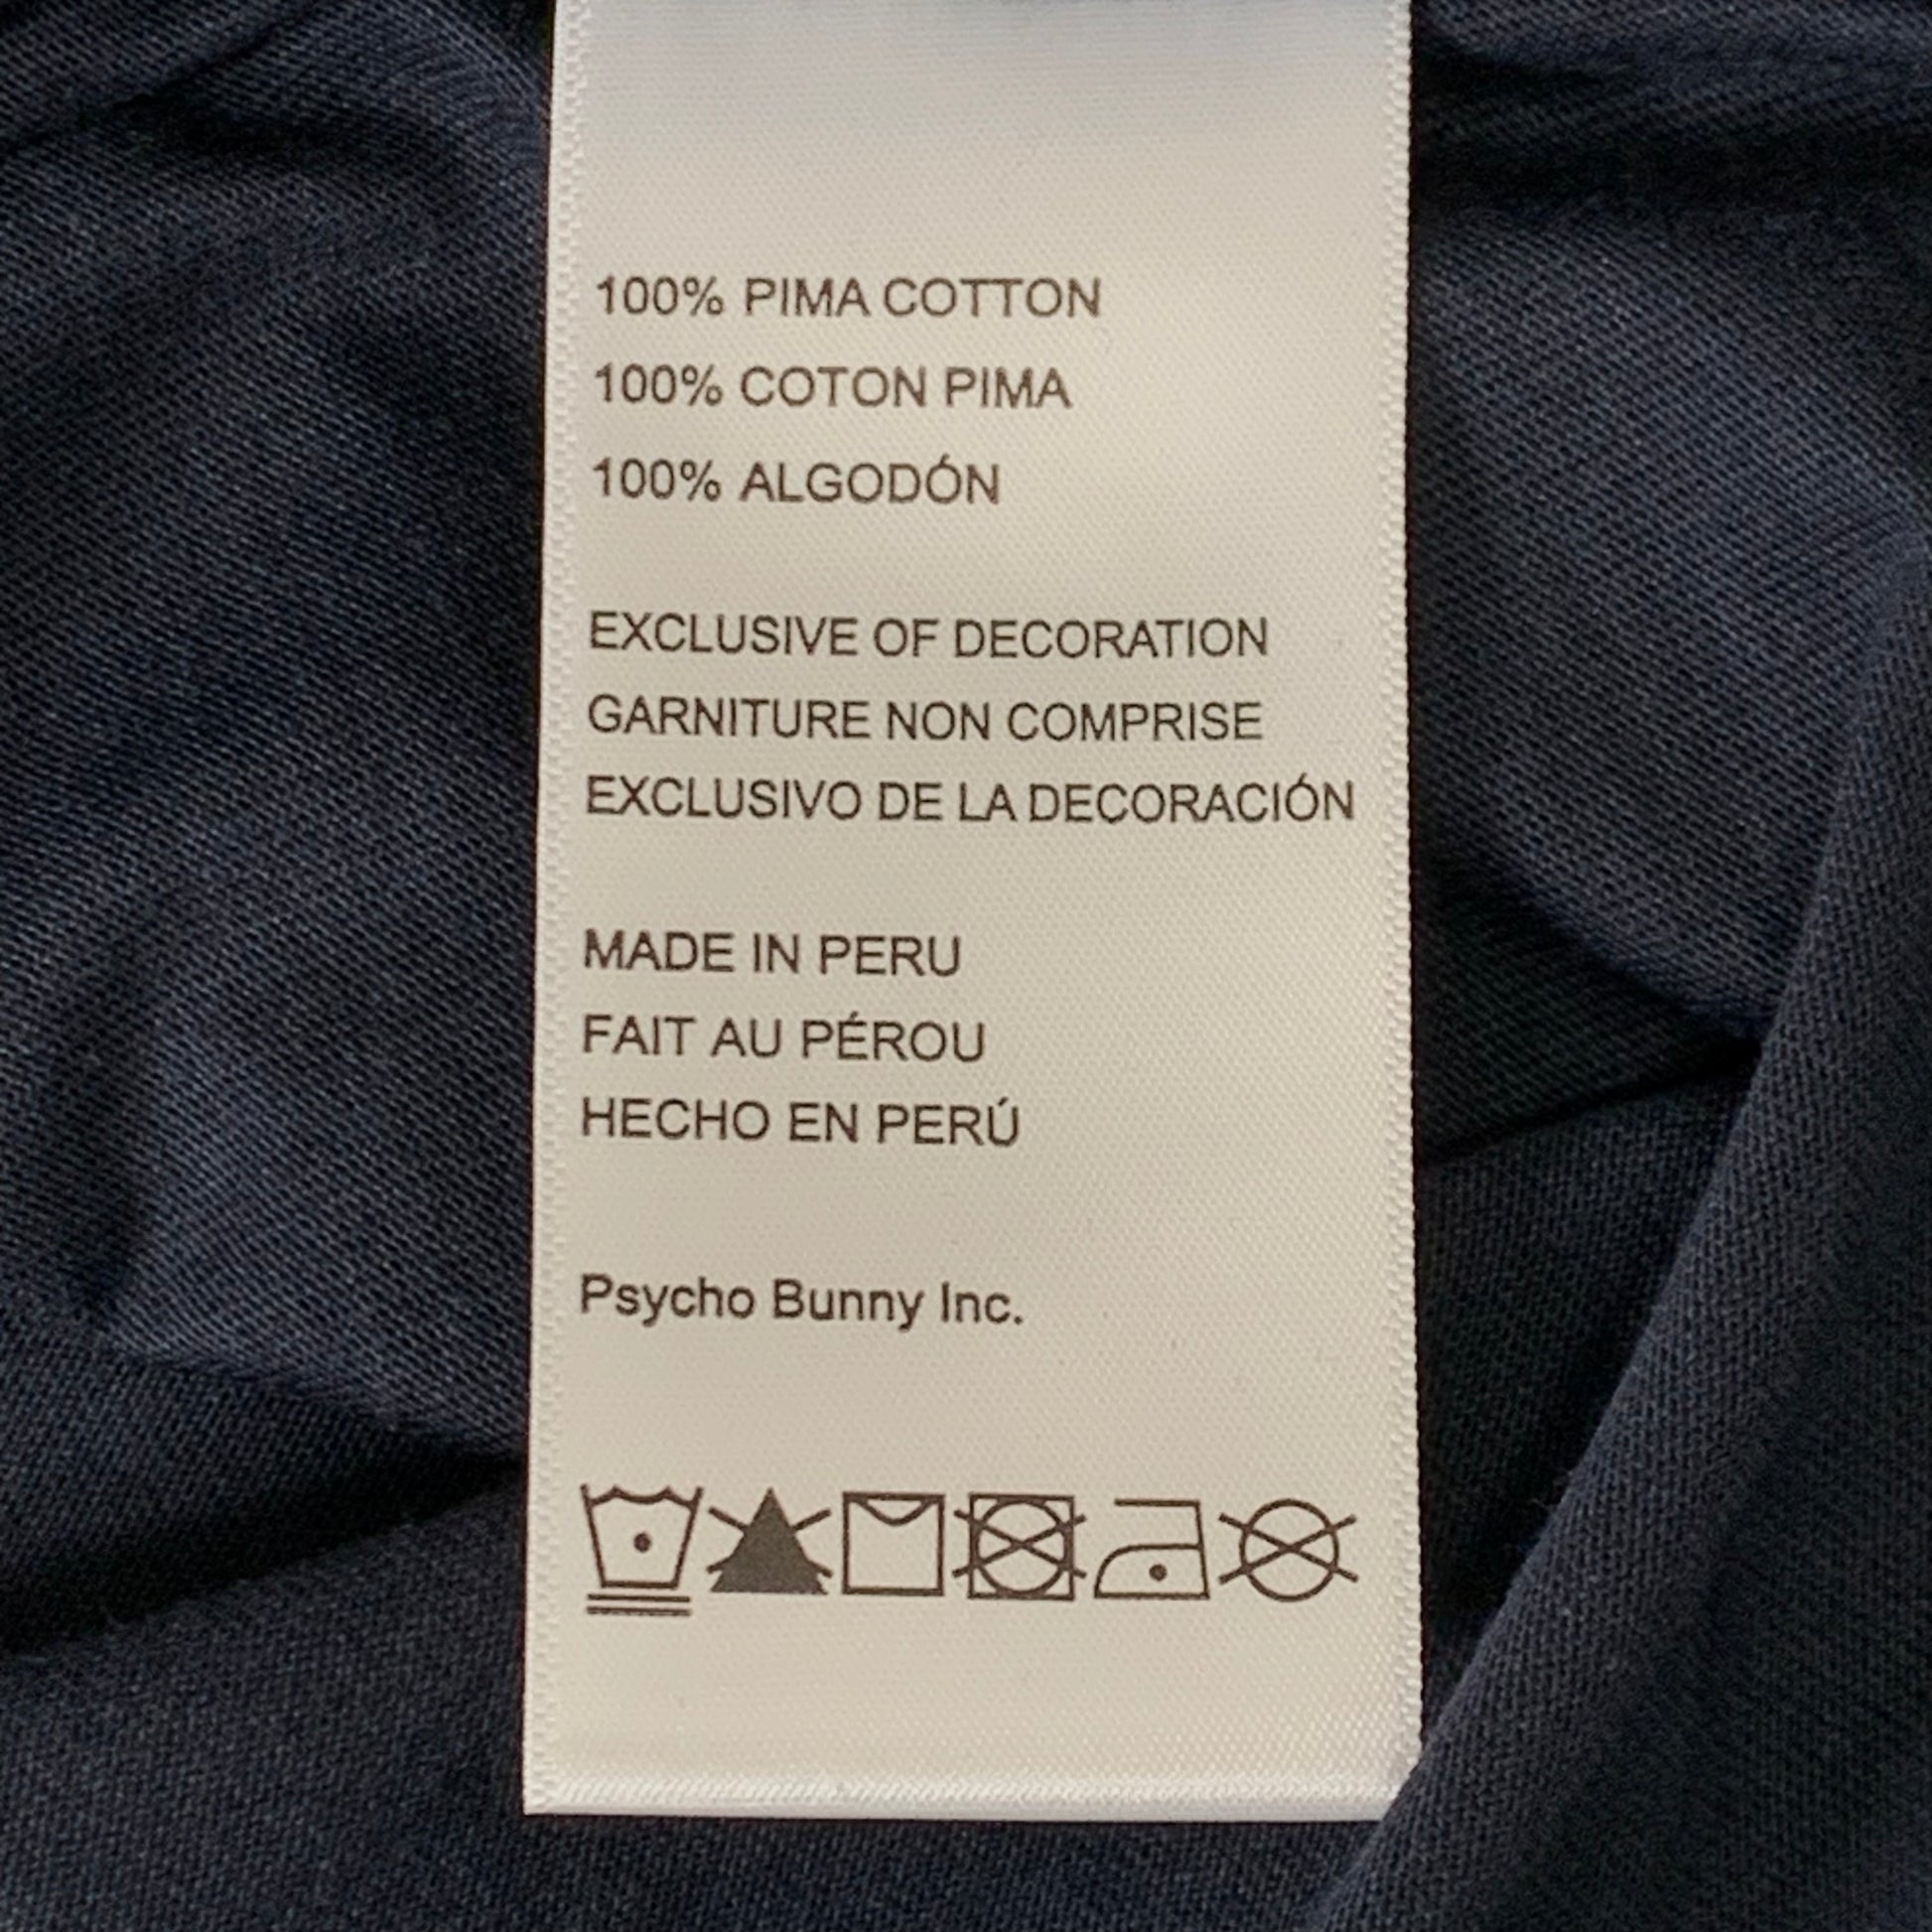 100% PIMA COTTON
100% COTON PIMA
100% ALGODÓN
EXCLUSIVE OF DECORATION
GARNITURE NON COMPRISE
EXCLUSIVO DE LA DECORACIÓN
MADE IN PERU
FAIT AU PÉROU
HECHO EN PERÚ
Psycho Bunny Inc.